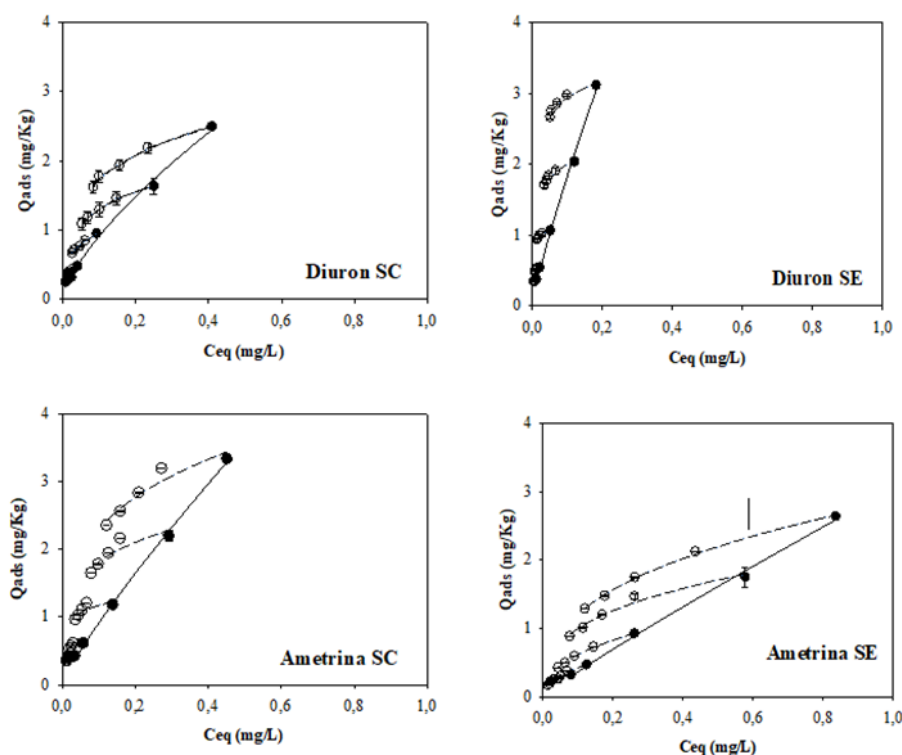 4
3
2
1
0
Qads (mg/Kg)
0,0 0,2 0,4 0,6 0,8 1,0
Ceq (mg/L)
Diuron SC
4
3
2
1
0
Qads (mg/Kg)
0,0 0,2 0,4 0,6 0,8 1,0
Ceq (mg/L)
Diuron SE
4
3
2
1
0
Qads (mg/Kg)
0,0 0,2 0,4 0,6 0,8 1,0
Ceq (mg/L)
Ametrina SC
4
3
2
1
0
Qads (mg/Kg)
0,0 0,2 0,4 0,6 0,8 1,0
Ceq (mg/L)
Ametrina SE